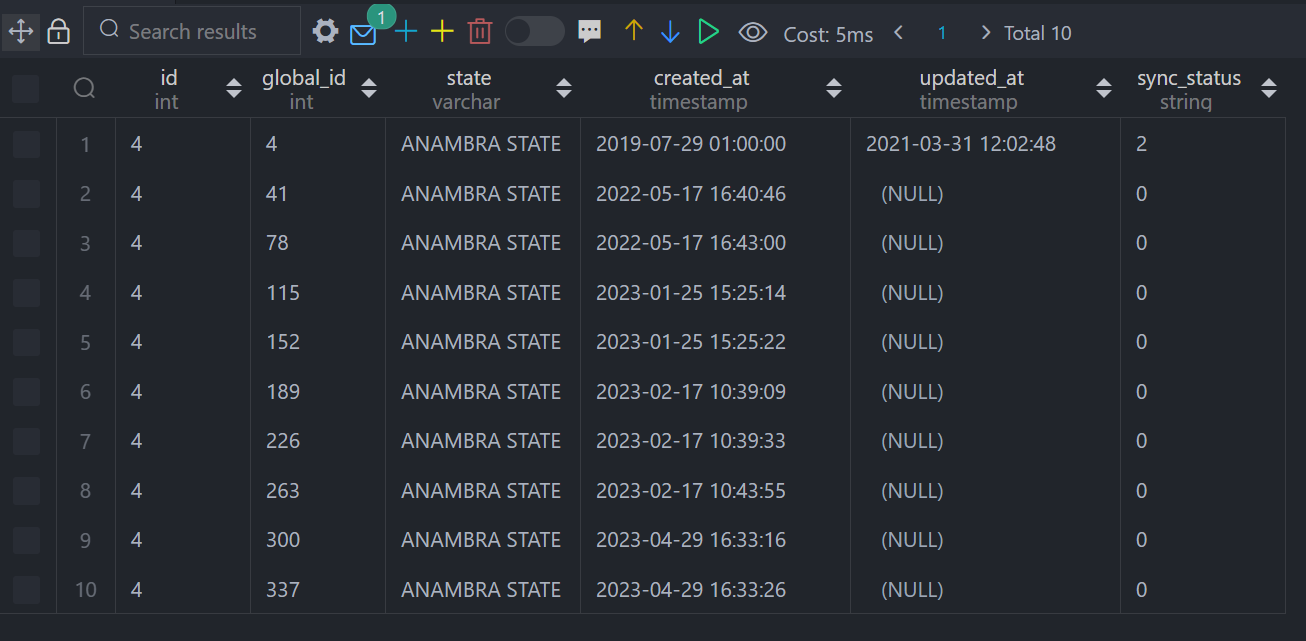 Search results 1 Cost: 5ms 1 Total 10
id global_id state created_at updated_at sync_status
int int varchar timestamp timestamp string
1 4 4 ANAMBRA STATE 2019-07-29 01:00:00 2021-03-31 12:02:48 2
2 4 41 ANAMBRA STATE 2022-05-17 16:40:46 (NULL) 0
3 4 78 ANAMBRA STATE 2022-05-17 16:43:00 (NULL) 0
4 4 115 ANAMBRA STATE 2023-01-25 15:25:14 (NULL) 0
5 4 152 ANAMBRA STATE 2023-01-25 15:25:22 (NULL) 0
6 4 189 ANAMBRA STATE 2023-02-17 10:39:09 (NULL) 0
7 4 226 ANAMBRA STATE 2023-02-17 10:39:33 (NULL) 0
8 4 263 ANAMBRA STATE 2023-02-17 10:43:55 (NULL) 0
9 4 300 ANAMBRA STATE 2023-04-29 16:33:16 (NULL) 0
10 4 337 ANAMBRA STATE 2023-04-29 16:33:26 (NULL) 0